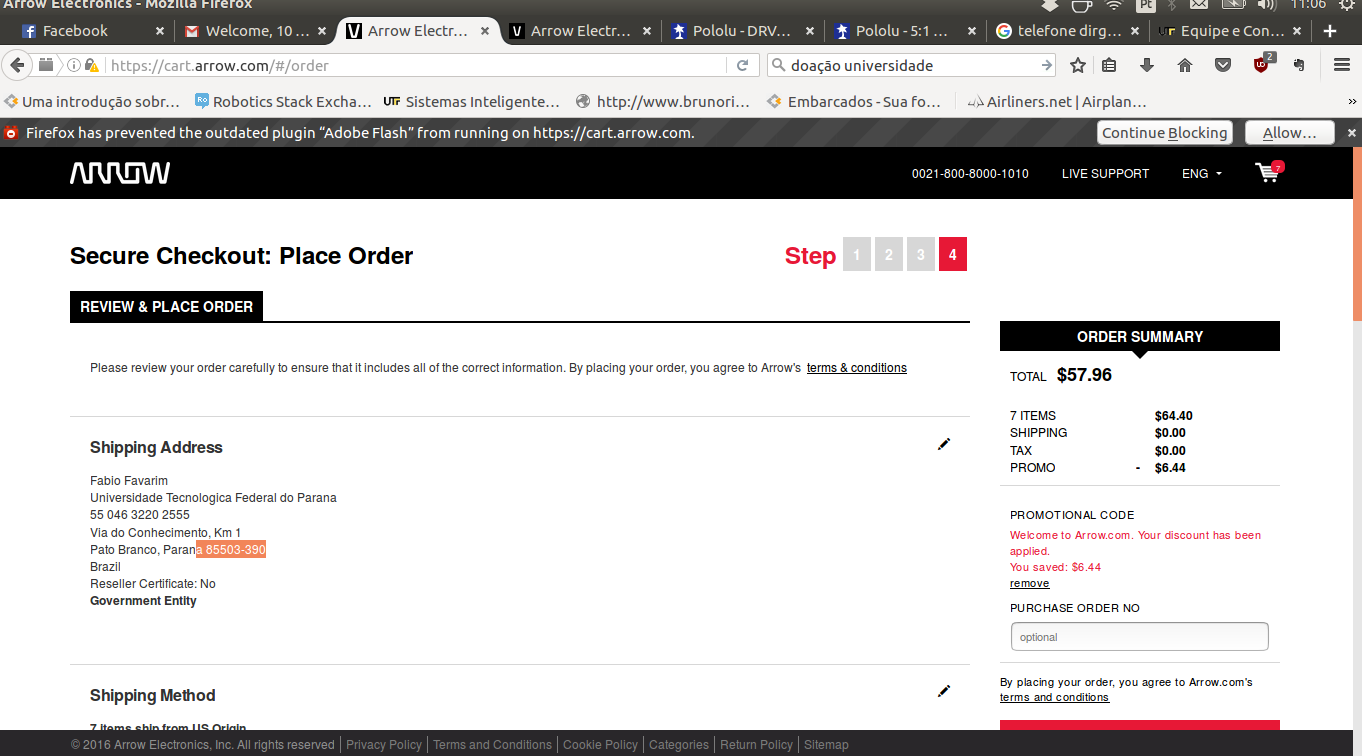 Arrow Electronics - Mozilla Firefox
Pt
11:06
Facebook
Welcome, 10 ...
Arrow Electr...
Arrow Electr...
Pololu - DRV...
Pololu - 5:1 ...
telefone dirg...
Equipe e Con...
https://cart.arrow.com/#/order
doação universidade
2
Uma introdução sobr...
Robotics Stack Excha...
Sistemas Inteligente...
http://www.brunori...
Embarcados - Sua fo...
Airliners.net | Airplan...
Firefox has prevented the outdated plugin “Adobe Flash” from running on https://cart.arrow.com.
Continue Blocking
Allow...
ARROW
0021-800-8000-1010
LIVE SUPPORT
ENG
7
Secure Checkout: Place Order
Step 1 2 3 4
REVIEW & PLACE ORDER
Please review your order carefully to ensure that it includes all of the correct information. By placing your order, you agree to Arrow's terms & conditions
Shipping Address
Fabio Favarim
Universidade Tecnologica Federal do Parana
55 046 3220 2555
Via do Conhecimento, Km 1
Pato Branco, Parana 85503-390
Brazil
Reseller Certificate: No
Government Entity
Shipping Method
7 Items ship from US Origin
ORDER SUMMARY
TOTAL $57.96
7 ITEMS $64.40
SHIPPING $0.00
TAX $0.00
PROMO - $6.44
PROMOTIONAL CODE
Welcome to Arrow.com. Your discount has been
applied.
You saved: $6.44
remove
PURCHASE ORDER NO
optional
By placing your order, you agree to Arrow.com's
terms and conditions
© 2016 Arrow Electronics, Inc. All rights reserved | Privacy Policy | Terms and Conditions | Cookie Policy | Categories | Return Policy | Sitemap